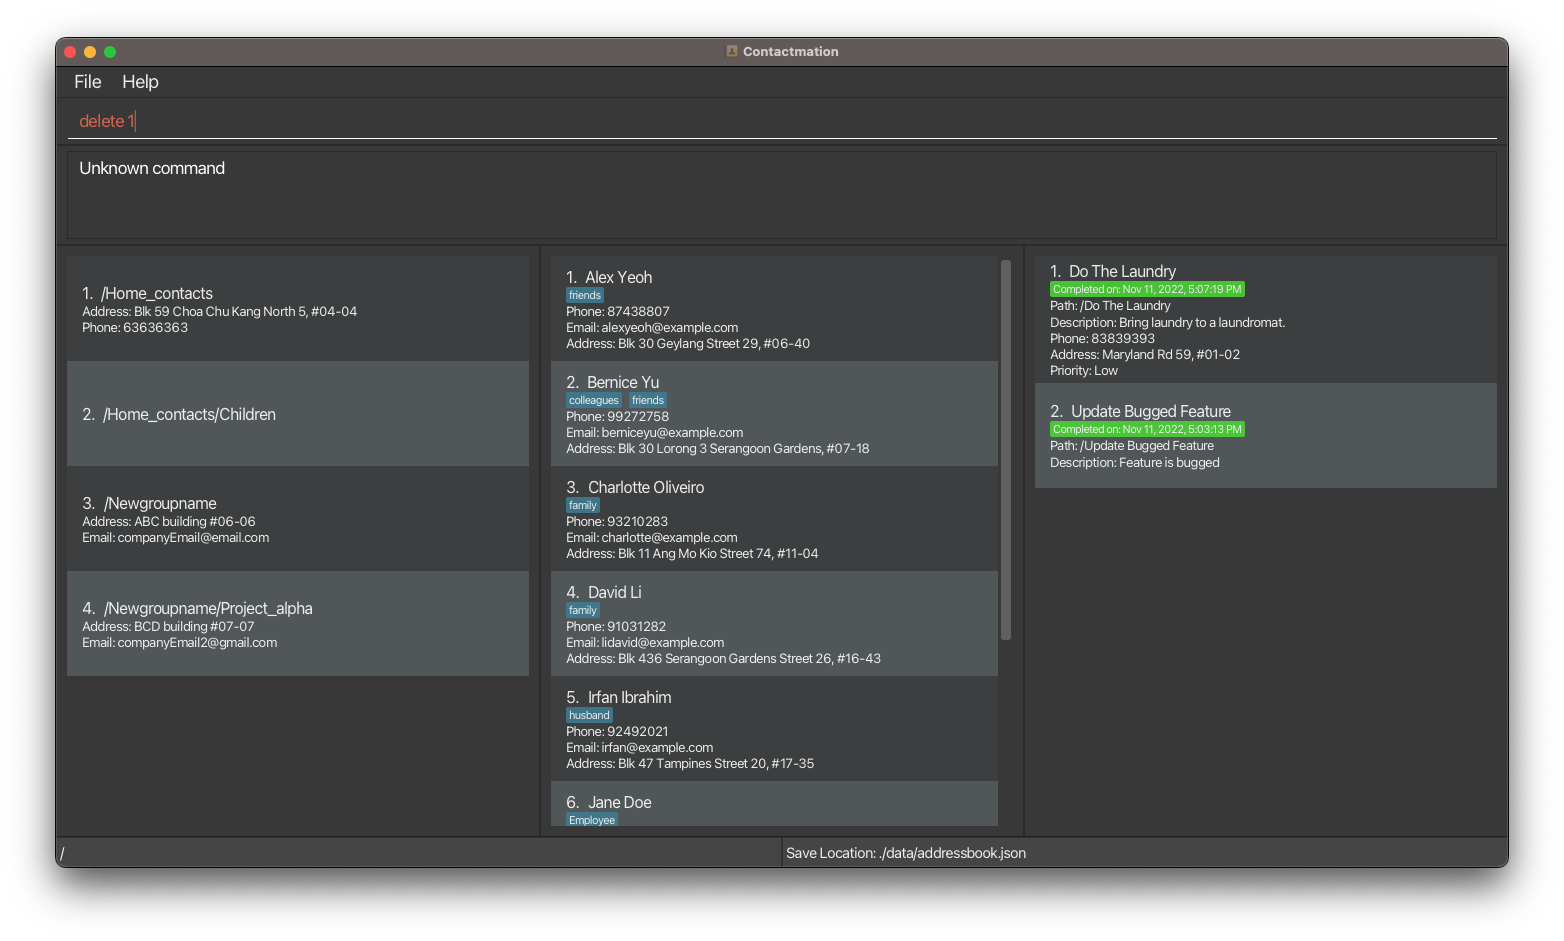 Contactmation
File Help
delete 1
Unknown command
1. /Home_contacts
Address: Blk 59 Choa Chu Kang North 5, #04-04
Phone: 63636363
2. /Home_contacts/Children
3. /Newgroupname
Address: ABC building #06-06
Email: companyEmail@email.com
4. /Newgroupname/Project_alpha
Address: BCD building #07-07
Email: companyEmail2@gmail.com
1. Alex Yeoh
friends
Phone: 87438807
Email: alexyeoh@example.com
Address: Blk 30 Geylang Street 29, #06-40
2. Bernice Yu
colleagues friends
Phone: 99272758
Email: berniceyu@example.com
Address: Blk 30 Lorong 3 Serangoon Gardens, #07-18
3. Charlotte Oliveiro
family
Phone: 93210283
Email: charlotte@example.com
Address: Blk 11 Ang Mo Kio Street 74, #11-04
4. David Li
family
Phone: 91031282
Email: lidavid@example.com
Address: Blk 436 Serangoon Gardens Street 26, #16-43
5. Irfan Ibrahim
husband
Phone: 92492021
Email: irfan@example.com
Address: Blk 47 Tampines Street 20, #17-35
6. Jane Doe
Employee
1. Do The Laundry
Completed on: Nov 11, 2022, 5:07:19 PM
Path: /Do The Laundry
Description: Bring laundry to a laundromat.
Phone: 83839393
Address: Maryland Rd 59, #01-02
Priority: Low
2. Update Bugged Feature
Completed on: Nov 11, 2022, 5:03:13 PM
Path: /Update Bugged Feature
Description: Feature is bugged
/
Save Location: ./data/addressbook.json